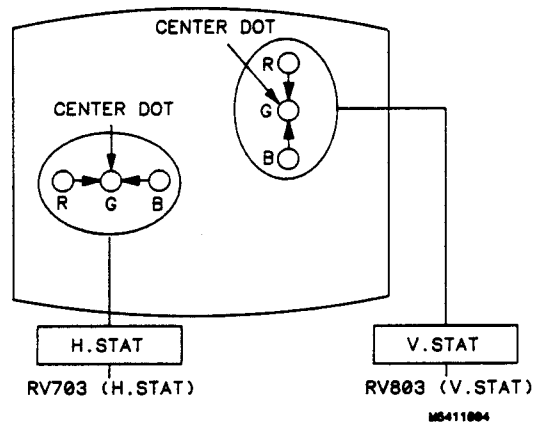 CENTER DOT
R
G
B
CENTER DOT
R G B
H.STAT
V.STAT
RV703 (H.STAT)
RV803 (V.STAT)